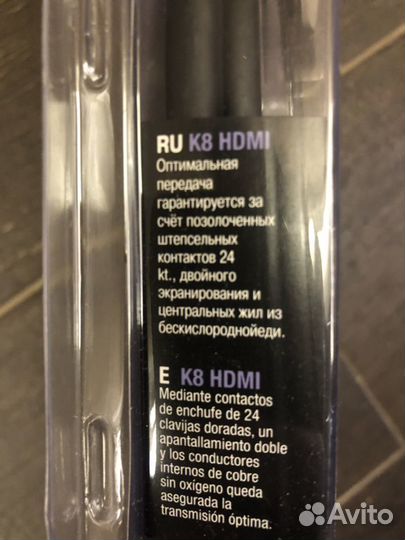 RU K8 HDMI
Оптимальная
передача
гарантируется за
счёт позолоченных
штепсельных
контактов 24
kt., двойного
экранирования и
центральных жил из
бескислороднойеди.
E K8 HDMI
Mediante contactos
de enchufe de 24
clavijas doradas, un
apantallamiento doble
y los conductores
internos de cobre
sin oxígeno queda
asegurada la
transmisión óptima.
Avito